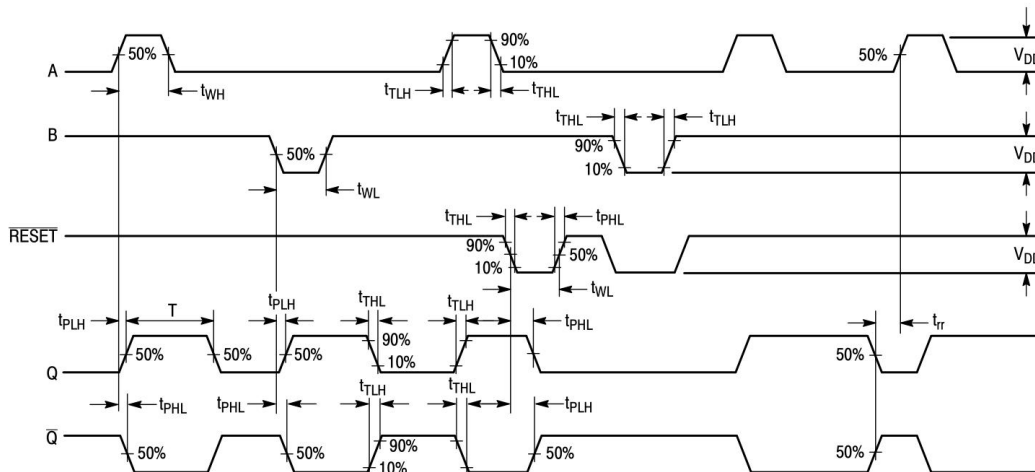 A 50% 90% 10% 50% V_DD
t_WH t_TLH t_THL
t_THL t_TLH
B 50% 90% 10% V_DD
t_WL
t_THL t_PHL
RESET 90% 10% 50% V_DD
t_WL
t_PLH T t_PLH t_THL t_TLH t_PHL t_rr
Q 50% 50% 50% 90% 10% 50% 50%
t_PHL t_PHL t_TLH t_THL t_PLH
Q 50% 50% 90% 10% 50% 50%